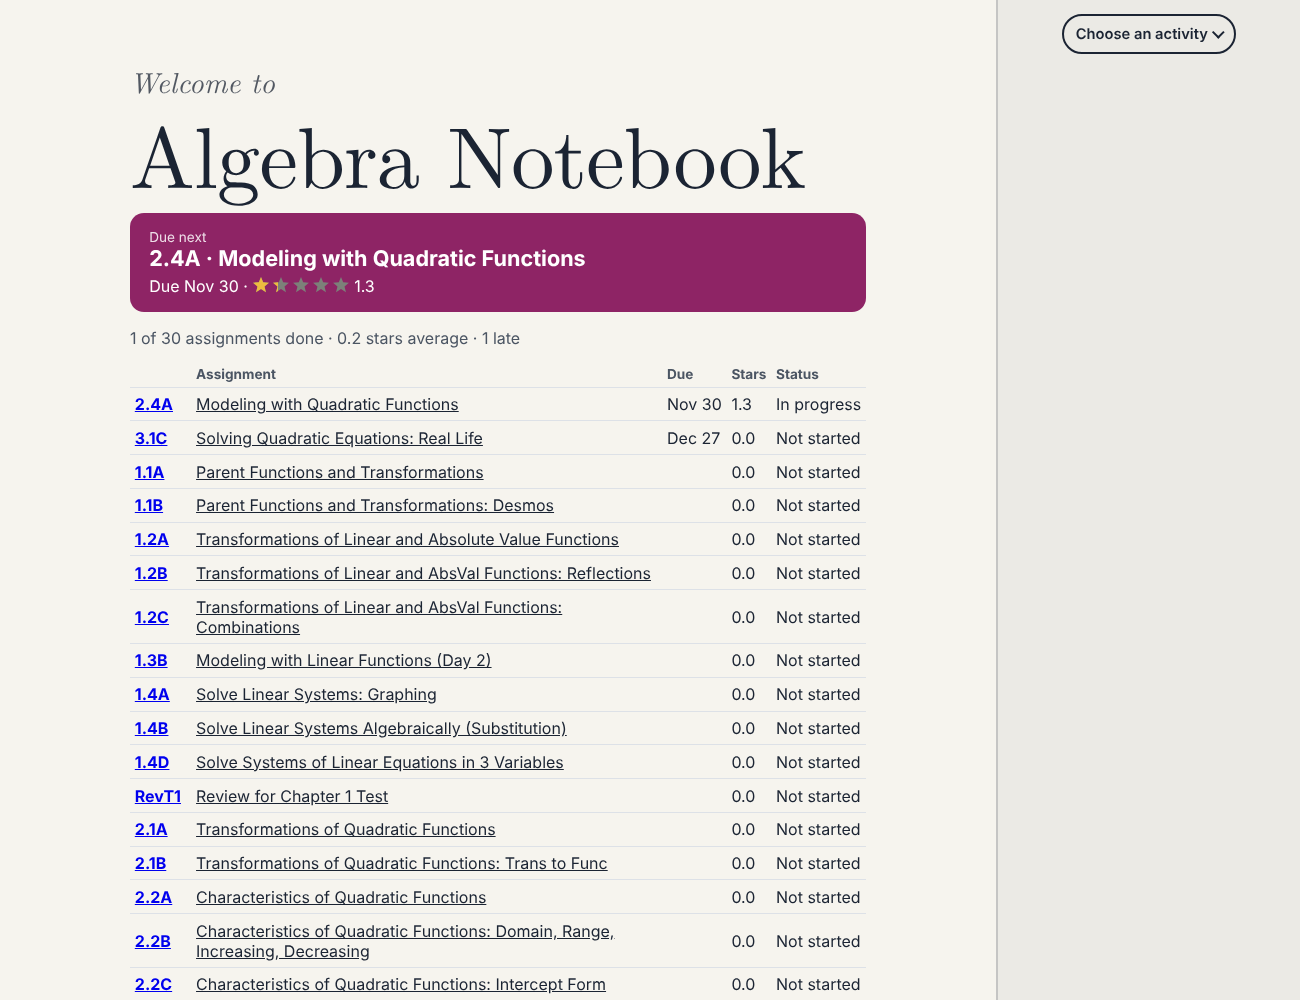 Choose an activity
Welcome to
Algebra Notebook
Due next
2.4A · Modeling with Quadratic Functions
Due Nov 30 · 1.3
1 of 30 assignments done · 0.2 stars average · 1 late
Assignment Due Stars Status
2.4A Modeling with Quadratic Functions Nov 30 1.3 In progress
3.1C Solving Quadratic Equations: Real Life Dec 27 0.0 Not started
1.1A Parent Functions and Transformations 0.0 Not started
1.1B Parent Functions and Transformations: Desmos 0.0 Not started
1.2A Transformations of Linear and Absolute Value Functions 0.0 Not started
1.2B Transformations of Linear and AbsVal Functions: Reflections 0.0 Not started
1.2C Transformations of Linear and AbsVal Functions:
Combinations 0.0 Not started
1.3B Modeling with Linear Functions (Day 2) 0.0 Not started
1.4A Solve Linear Systems: Graphing 0.0 Not started
1.4B Solve Linear Systems Algebraically (Substitution) 0.0 Not started
1.4D Solve Systems of Linear Equations in 3 Variables 0.0 Not started
RevT1 Review for Chapter 1 Test 0.0 Not started
2.1A Transformations of Quadratic Functions 0.0 Not started
2.1B Transformations of Quadratic Functions: Trans to Func 0.0 Not started
2.2A Characteristics of Quadratic Functions 0.0 Not started
2.2B Characteristics of Quadratic Functions: Domain, Range,
Increasing, Decreasing 0.0 Not started
2.2C Characteristics of Quadratic Functions: Intercept Form 0.0 Not started